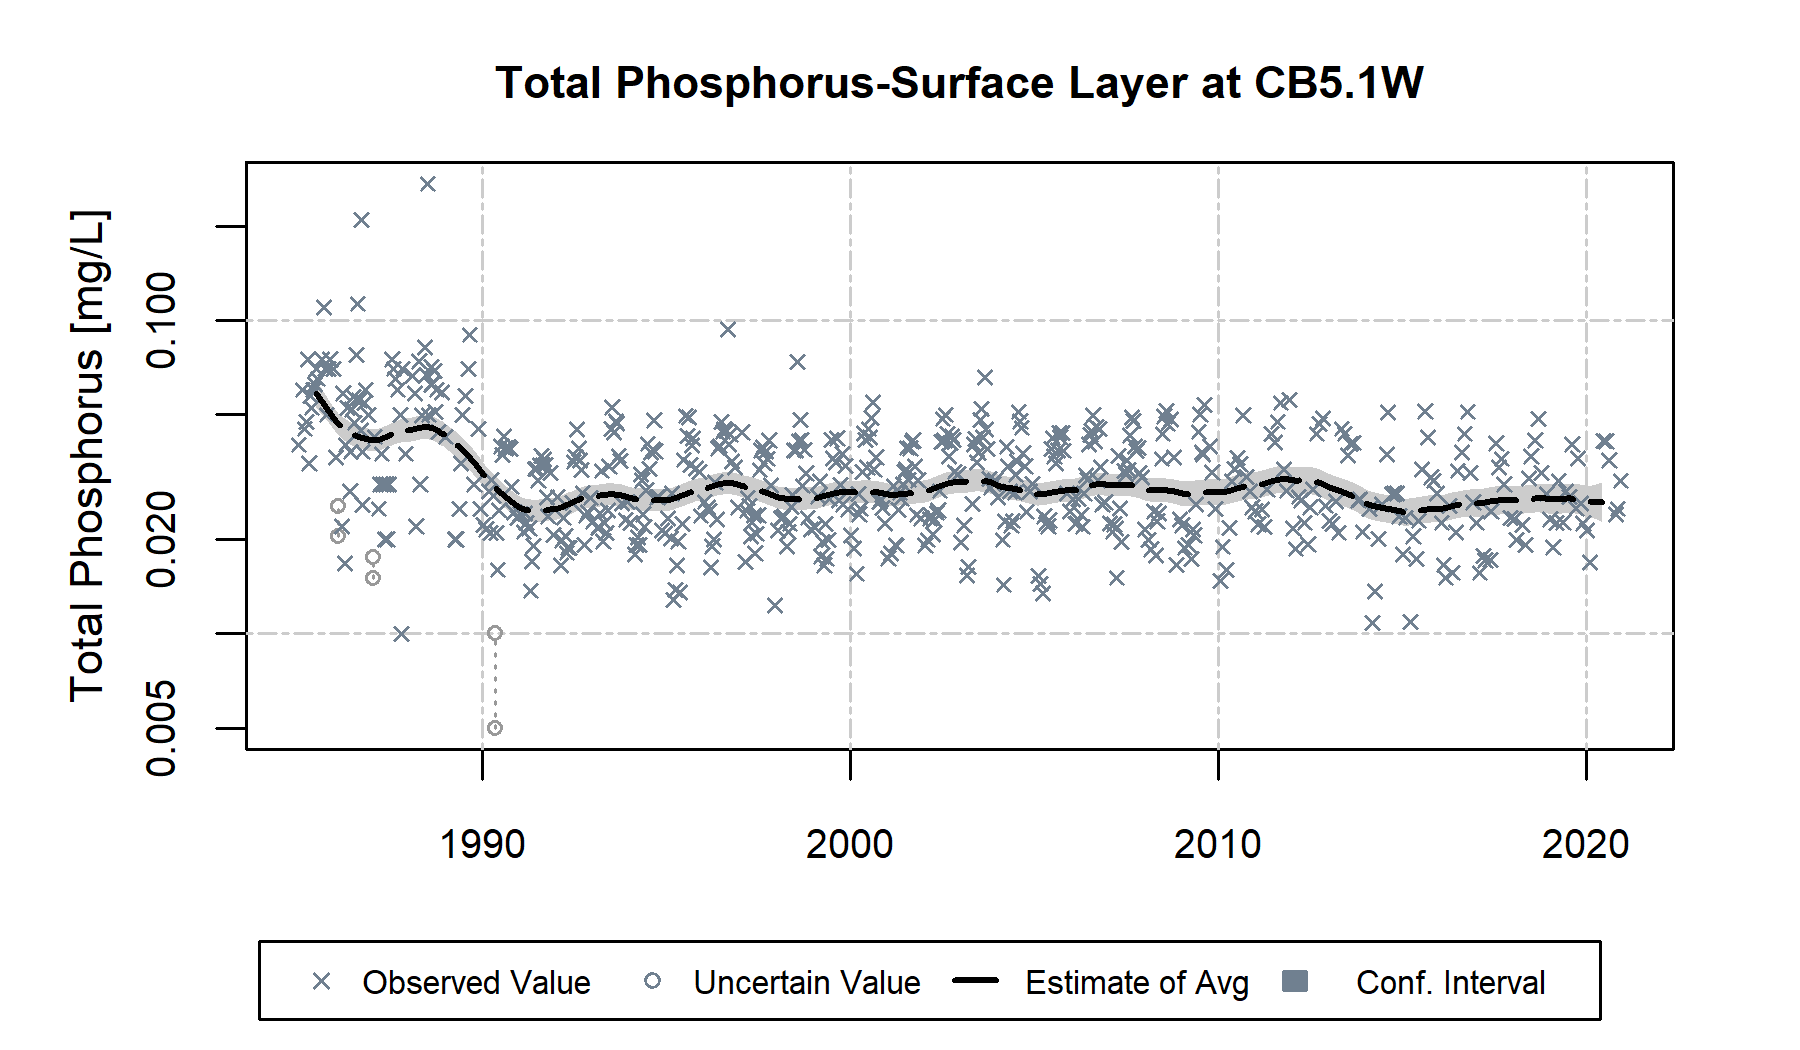 Total Phosphorus-Surface Layer at CB5.1W
Total Phosphorus [mg/L]
0.100
0.020
0.005
1990 2000 2010 2020
Observed Value Uncertain Value Estimate of Avg Conf. Interval